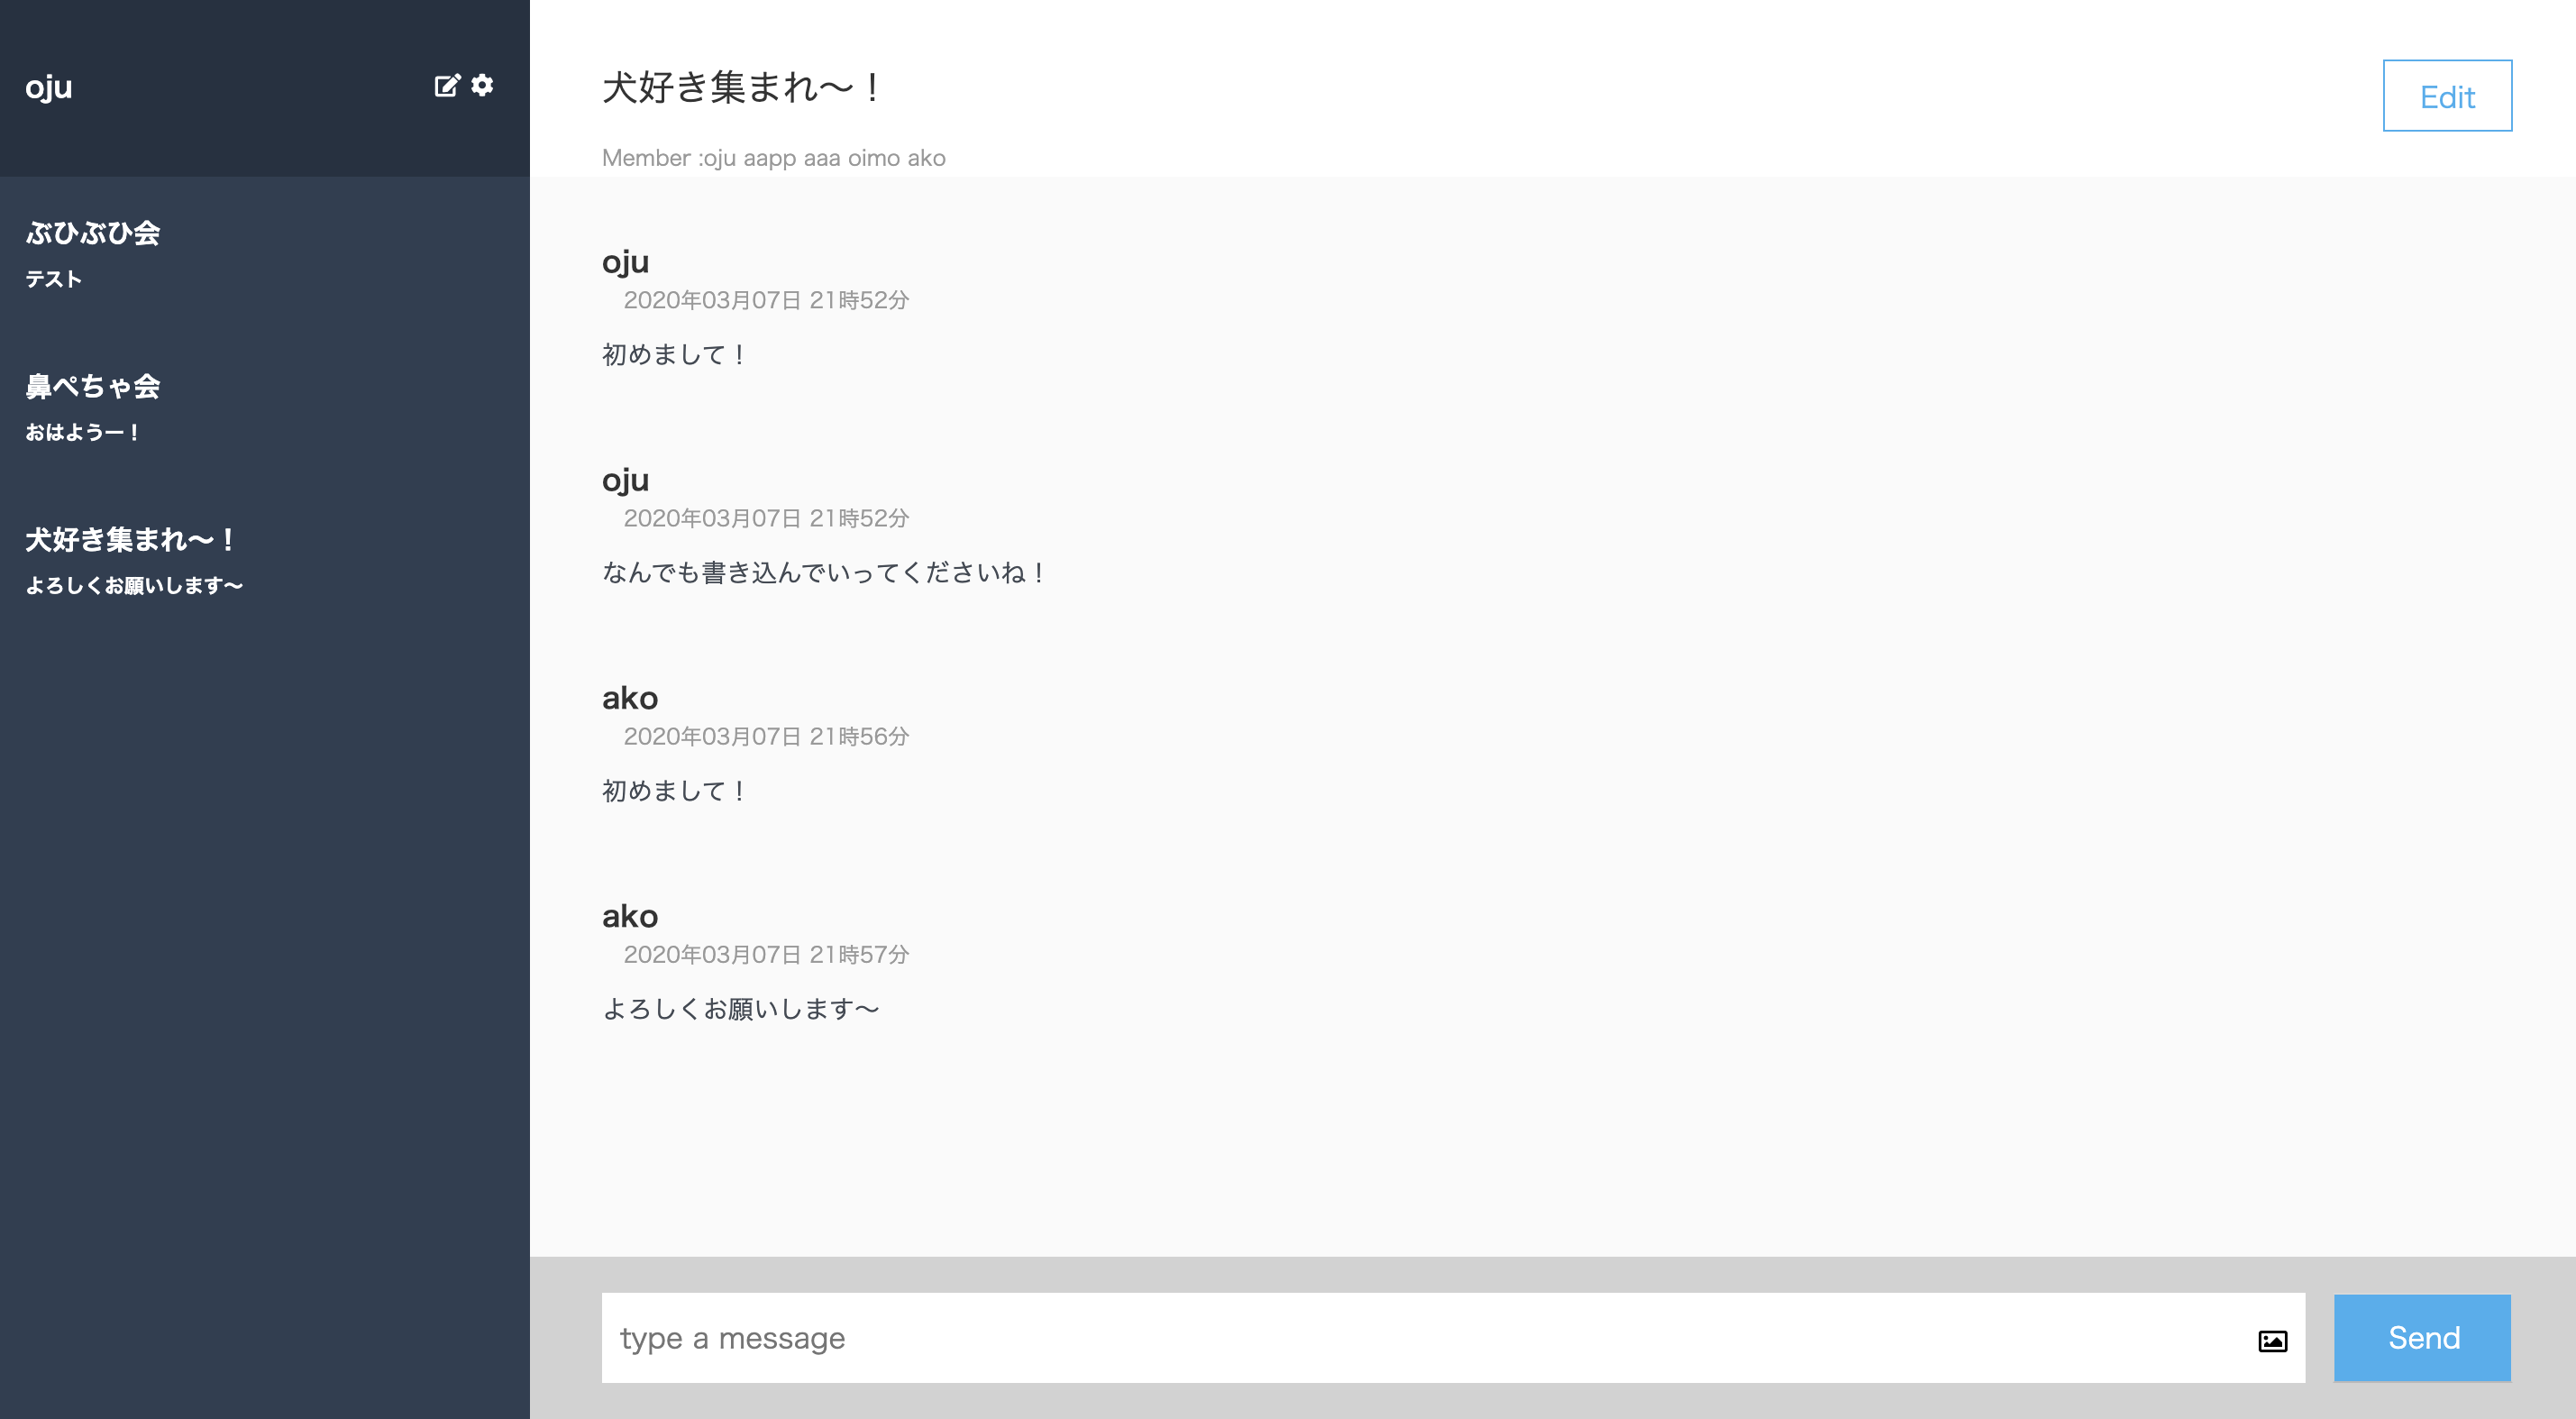 oju
ぶひぶひ会
テスト
鼻ぺちゃ会
おはようー！
犬好き集まれ〜！
よろしくお願いします〜
犬好き集まれ〜！
Edit
Member :oju aapp aaa oimo ako
oju
2020年03月07日 21時52分
初めまして！
oju
2020年03月07日 21時52分
なんでも書き込んでいってくださいね！
ako
2020年03月07日 21時56分
初めまして！
ako
2020年03月07日 21時57分
よろしくお願いします〜
type a message
Send